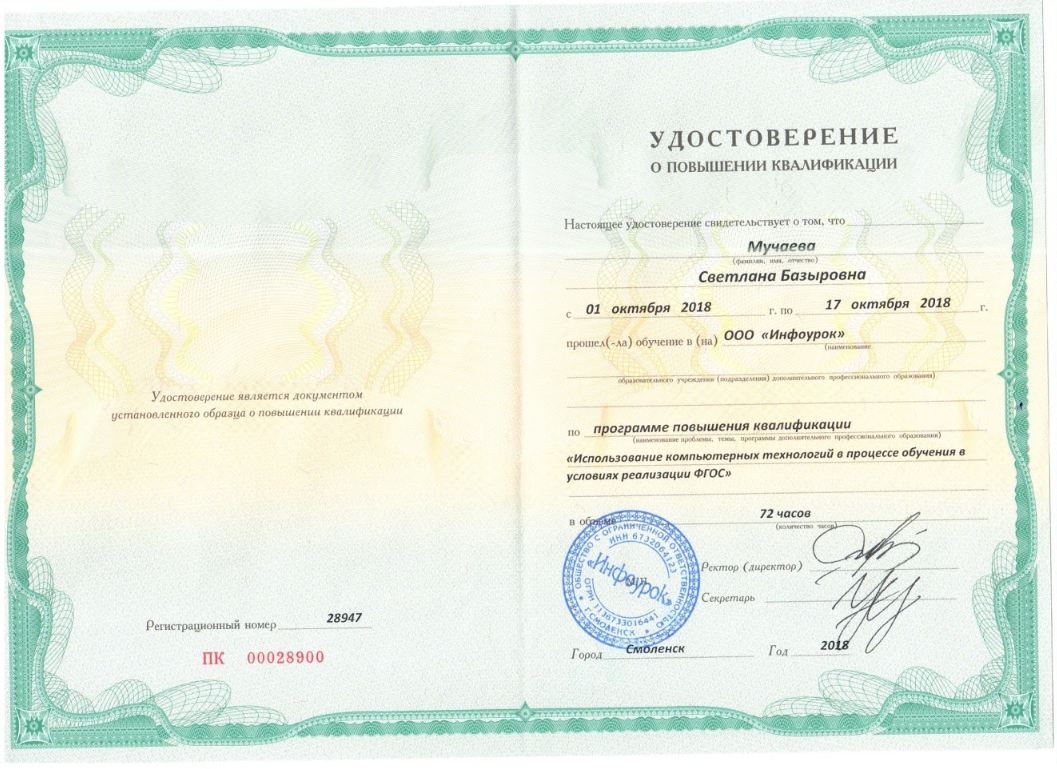 Удостоверение является документом
установленного образца о повышении квалификации
Регистрационный номер 28947
ПК 00028900
УДОСТОВЕРЕНИЕ
О ПОВЫШЕНИИ КВАЛИФИКАЦИИ
Настоящее удостоверение свидетельствует о том, что
Мучаева
(фамилия, имя, отчество)
Светлана Базыровна
с 01 октября 2018 г. по 17 октября 2018 г.
прошел(-ла) обучение в (на) ООО «Инфоурок»
(наименование
образовательного учреждения (подразделения) дополнительного профессионального образования)
по программе повышения квалификации
(наименование проблемы, темы, программы дополнительного профессионального образования)
«Использование компьютерных технологий в процессе обучения в
условиях реализации ФГОС»
в объеме 72 часов
(количество часов)
ОБЩЕСТВО С ОГРАНИЧЕННОЙ ОТВЕТСТВЕННОСТЬЮ
ИНН 6732064123
«Инфоурок»
М.П.
ОГРН 1136733016441
Г.СМОЛЕНСК
Ректор (директор)
Секретарь
Город Смоленск Год 2018